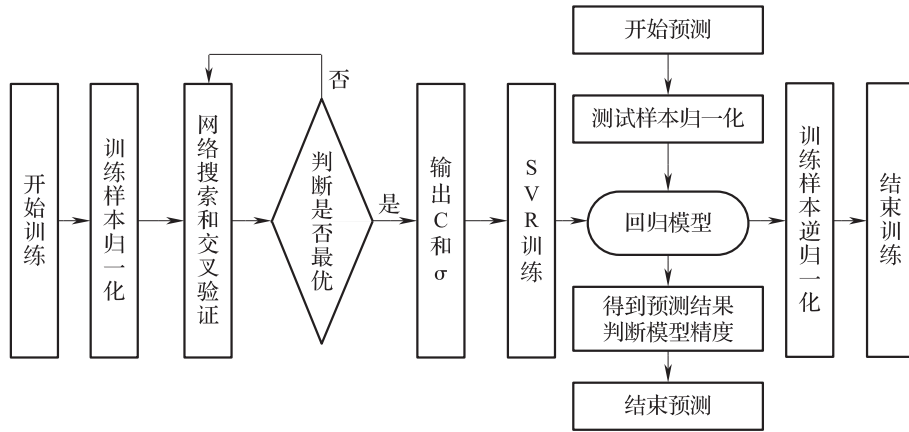 开始训练
训练样本归一化
网络搜索和交叉验证
否
判断是否最优
是
输出C和σ
SVR训练
开始预测
测试样本归一化
回归模型
得到预测结果
判断模型精度
结束预测
训练样本逆归一化
结束训练